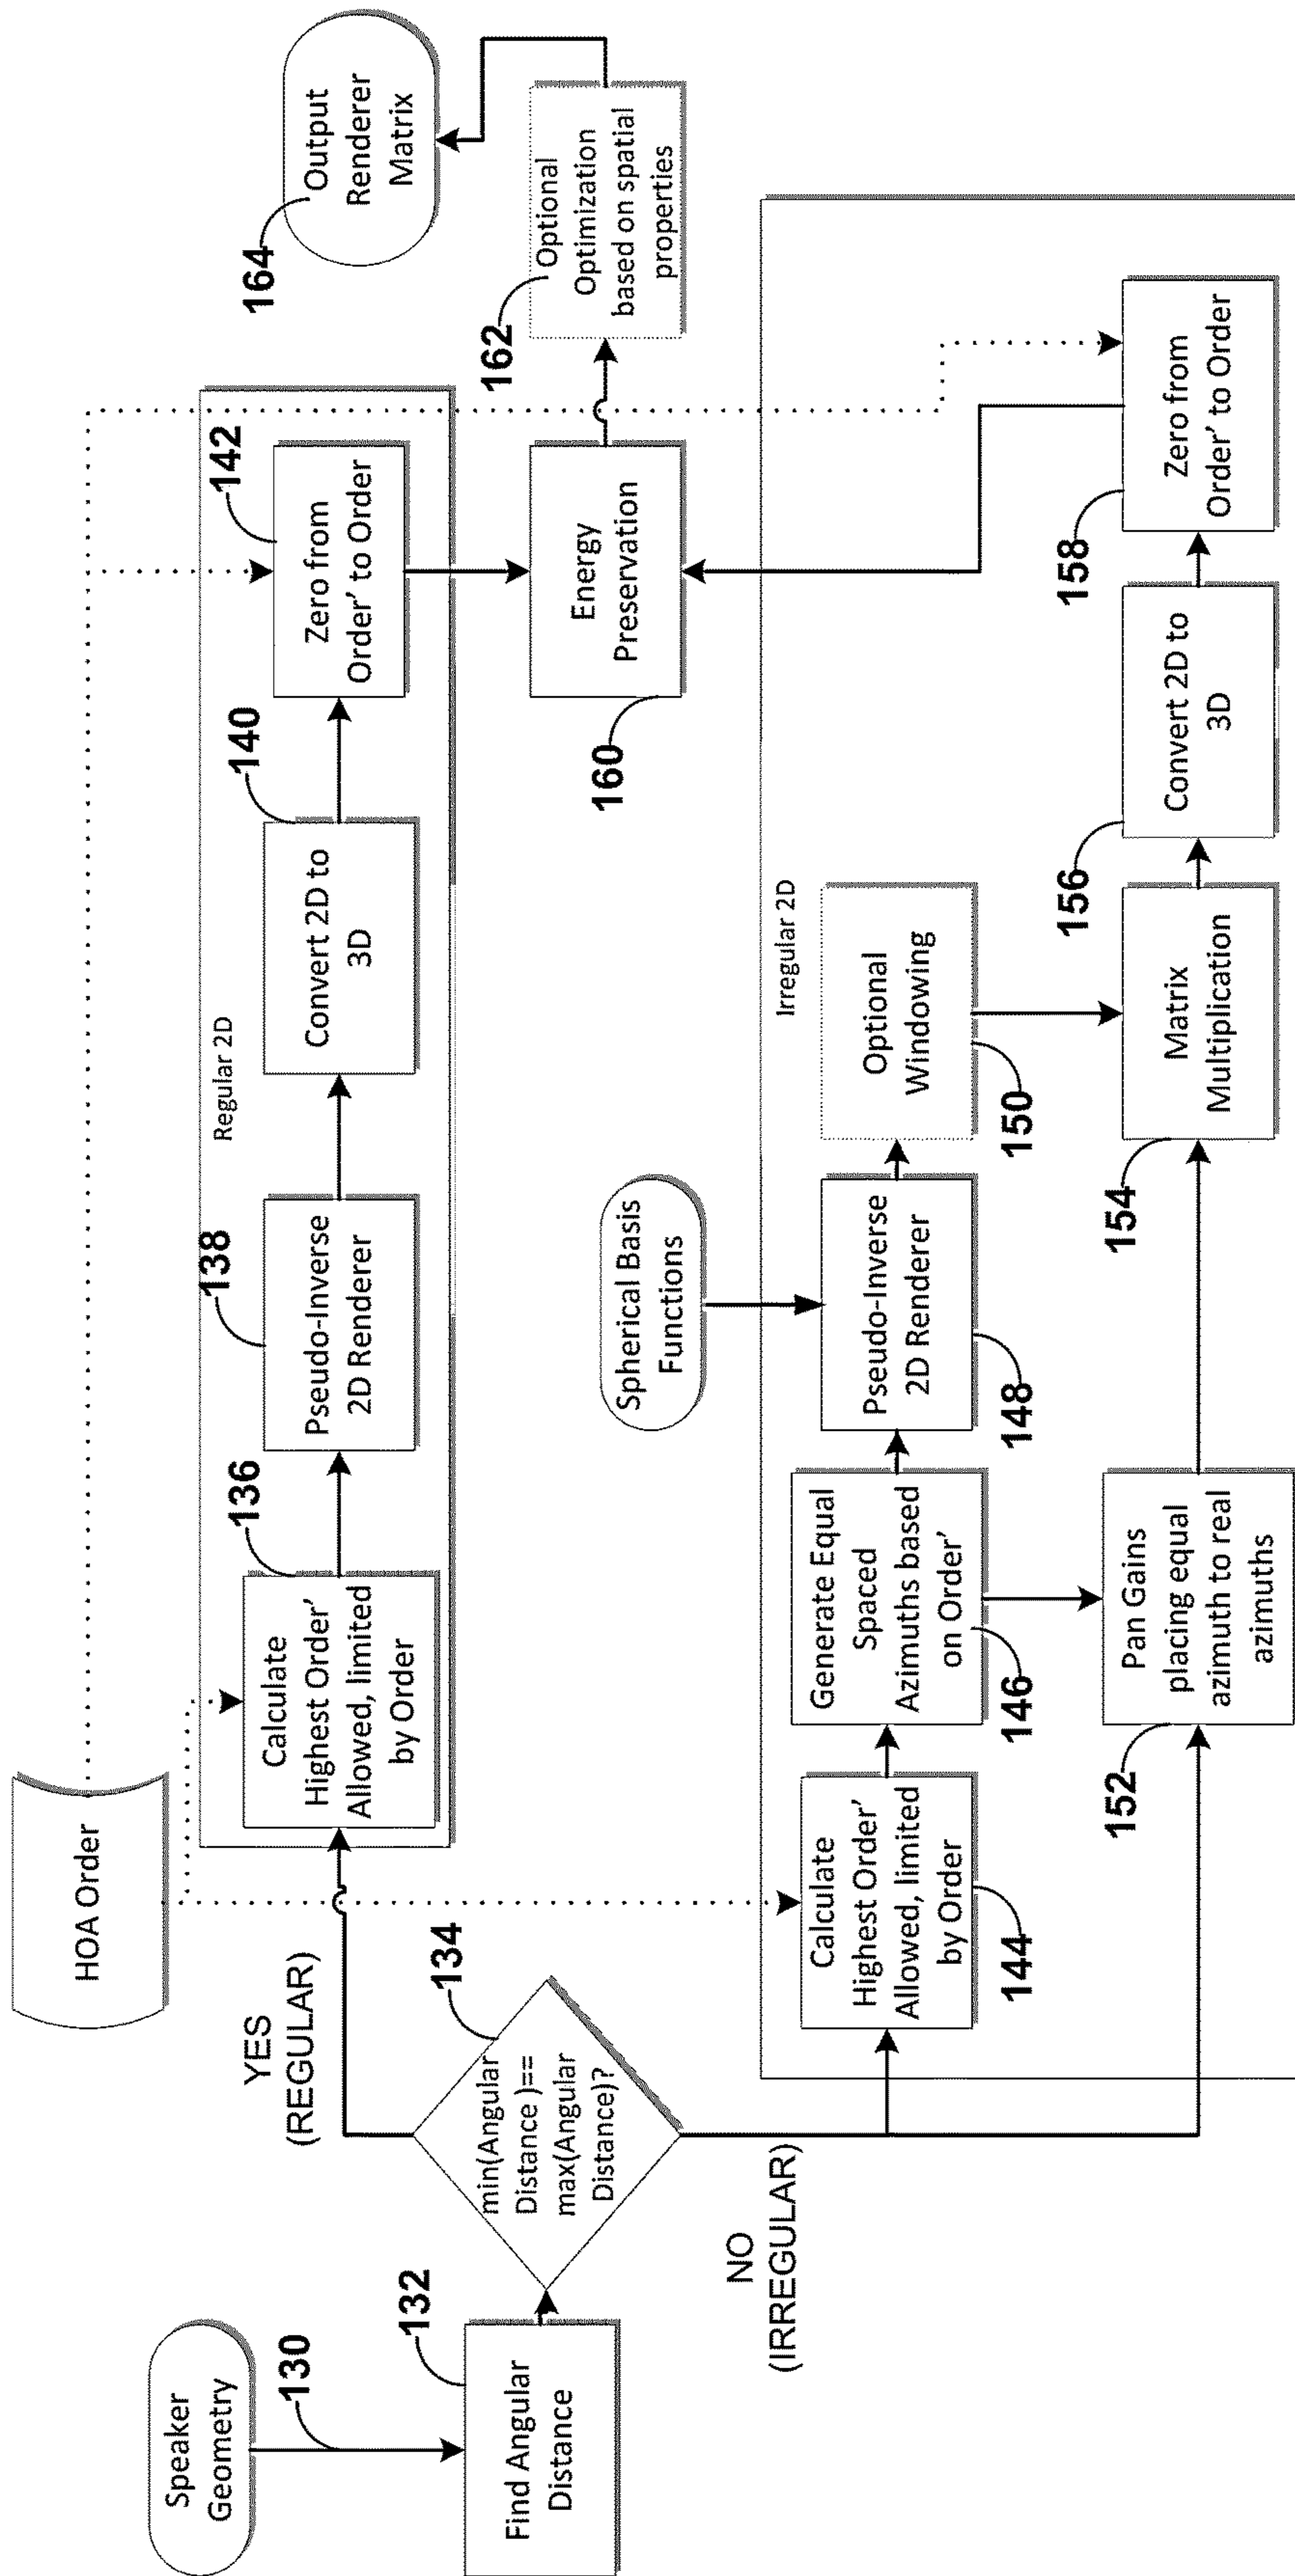 HOA Order
Speaker
Geometry
130
132
Find Angular
Distance
134
min(Angular
Distance )==
max(Angular
Distance)?
YES
(REGULAR)
NO
(IRREGULAR)
Regular 2D
136
Calculate
Highest Order'
Allowed, limited
by Order
138
Pseudo-Inverse
2D Renderer
140
Convert 2D to
3D
142
Zero from
Order' to Order
Energy
Preservation
160
162
Optional
Optimization
based on spatial
properties
164
Output
Renderer
Matrix
Spherical Basis
Functions
Irregular 2D
Calculate
Highest Order'
Allowed, limited
by Order
144
Generate Equal
Spaced
Azimuths based
on Order'
146
Pseudo-Inverse
2D Renderer
148
Optional
Windowing
150
152
Pan Gains
placing equal
azimuth to real
azimuths
154
Matrix
Multiplication
156
Convert 2D to
3D
158
Zero from
Order' to Order